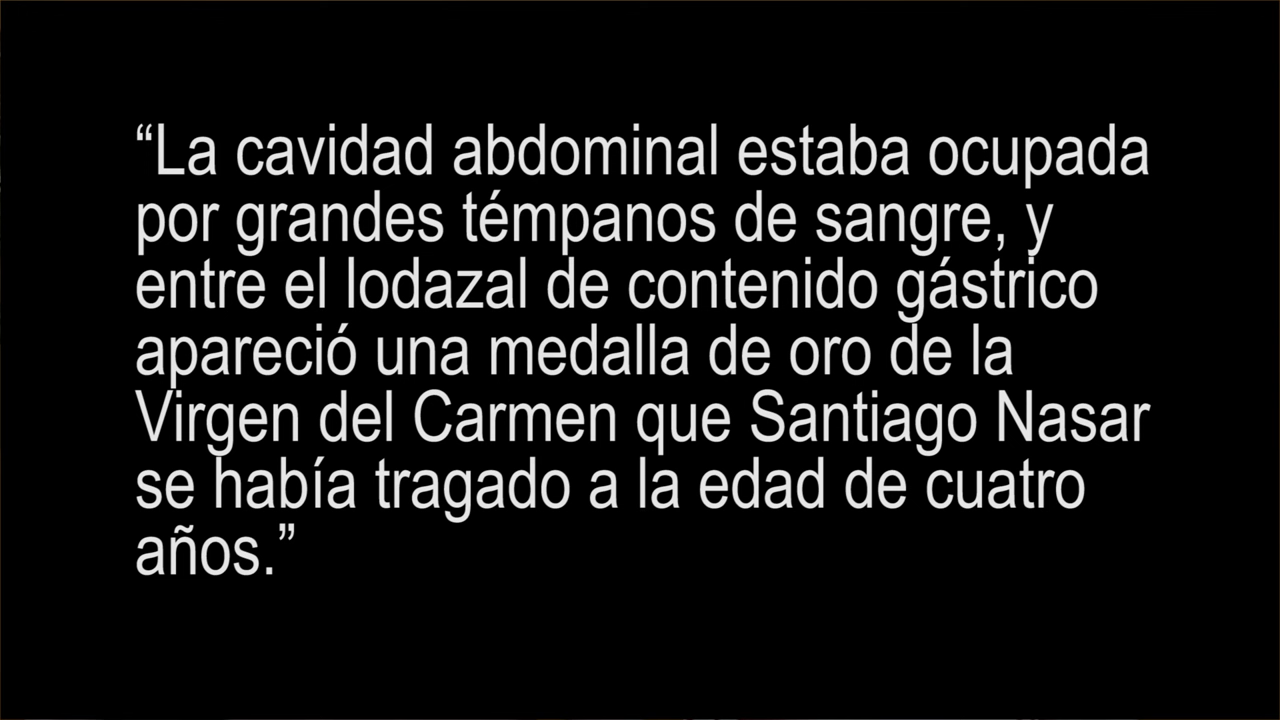 “La cavidad abdominal estaba ocupada
por grandes témpanos de sangre, y
entre el lodazal de contenido gástrico
apareció una medalla de oro de la
Virgen del Carmen que Santiago Nasar
se había tragado a la edad de cuatro
años.”